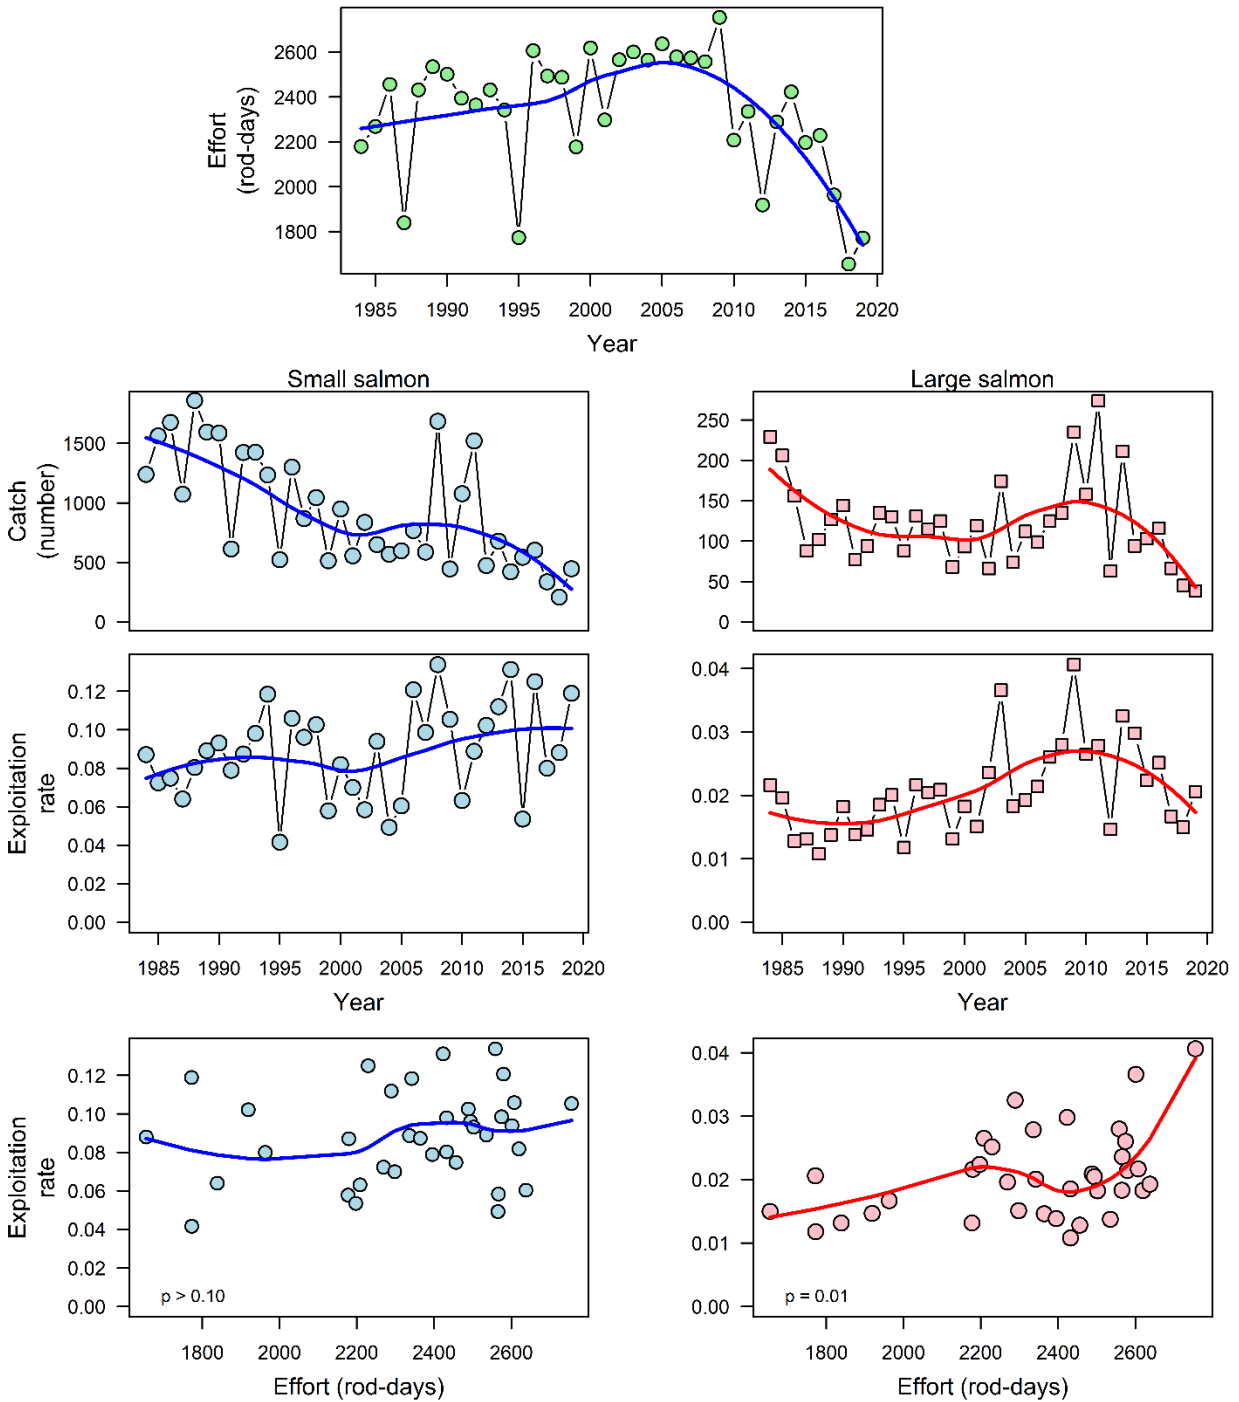 Effort
(rod-days)
2600
2400
2200
2000
1800
1985 1990 1995 2000 2005 2010 2015 2020
Year
Small salmon
Large salmon
Catch
(number)
1500
1000
500
0
250
200
150
100
50
0
Exploitation
rate
0.12
0.10
0.08
0.06
0.04
0.02
0.00
1985 1990 1995 2000 2005 2010 2015 2020
Year
0.04
0.03
0.02
0.01
0.00
1985 1990 1995 2000 2005 2010 2015 2020
Year
Exploitation
rate
0.12
0.10
0.08
0.06
0.04
0.02
0.00
p > 0.10
1800 2000 2200 2400 2600
Effort (rod-days)
0.04
0.03
0.02
0.01
0.00
p = 0.01
1800 2000 2200 2400 2600
Effort (rod-days)